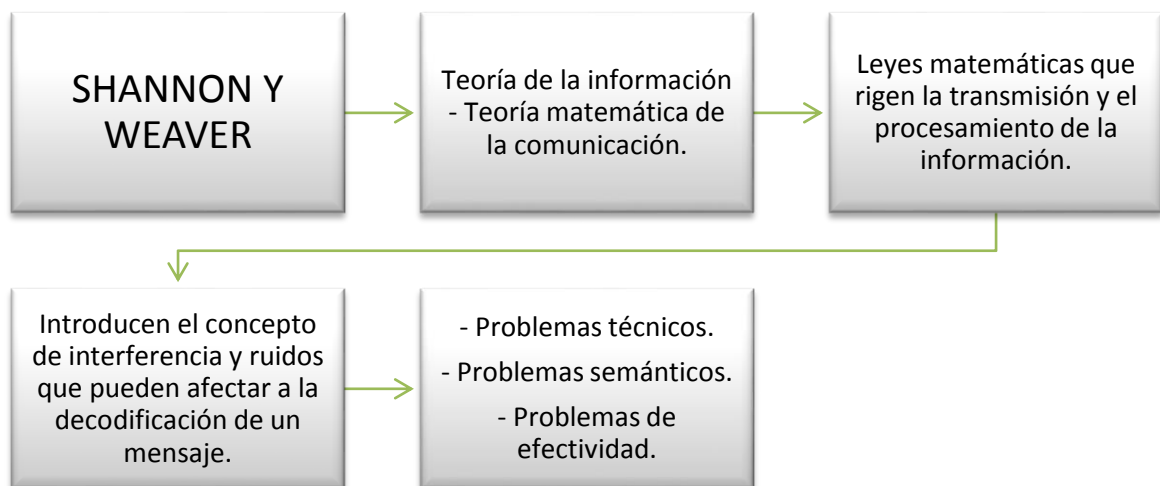 SHANNON Y
WEAVER
Teoría de la información
- Teoría matemática de
la comunicación.
Leyes matemáticas que
rigen la transmisión y el
procesamiento de la
información.
Introducen el concepto
de interferencia y ruidos
que pueden afectar a la
decodificación de un
mensaje.
- Problemas técnicos.
- Problemas semánticos.
- Problemas de
efectividad.